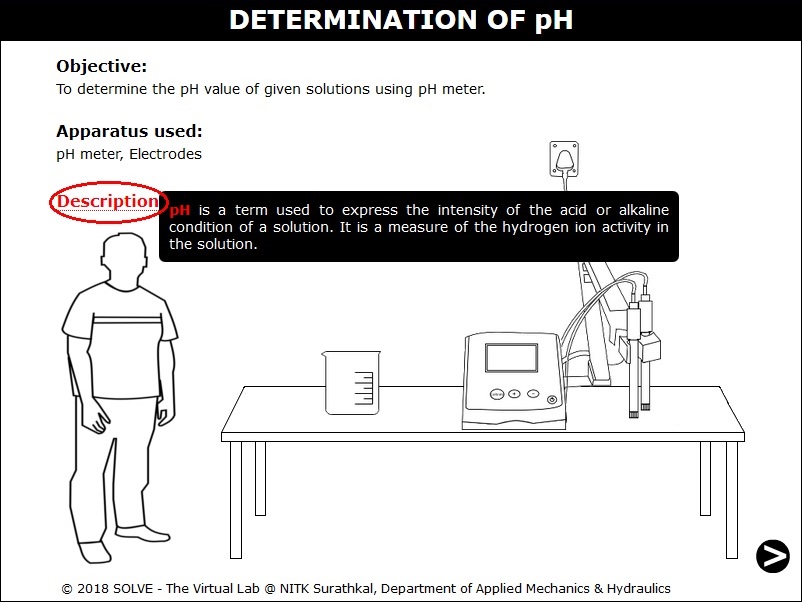 DETERMINATION OF pH
Objective:
To determine the pH value of given solutions using pH meter.
Apparatus used:
pH meter, Electrodes
Description
pH is a term used to express the intensity of the acid or alkaline
condition of a solution. It is a measure of the hydrogen ion activity in
the solution.
© 2018 SOLVE - The Virtual Lab @ NITK Surathkal, Department of Applied Mechanics & Hydraulics